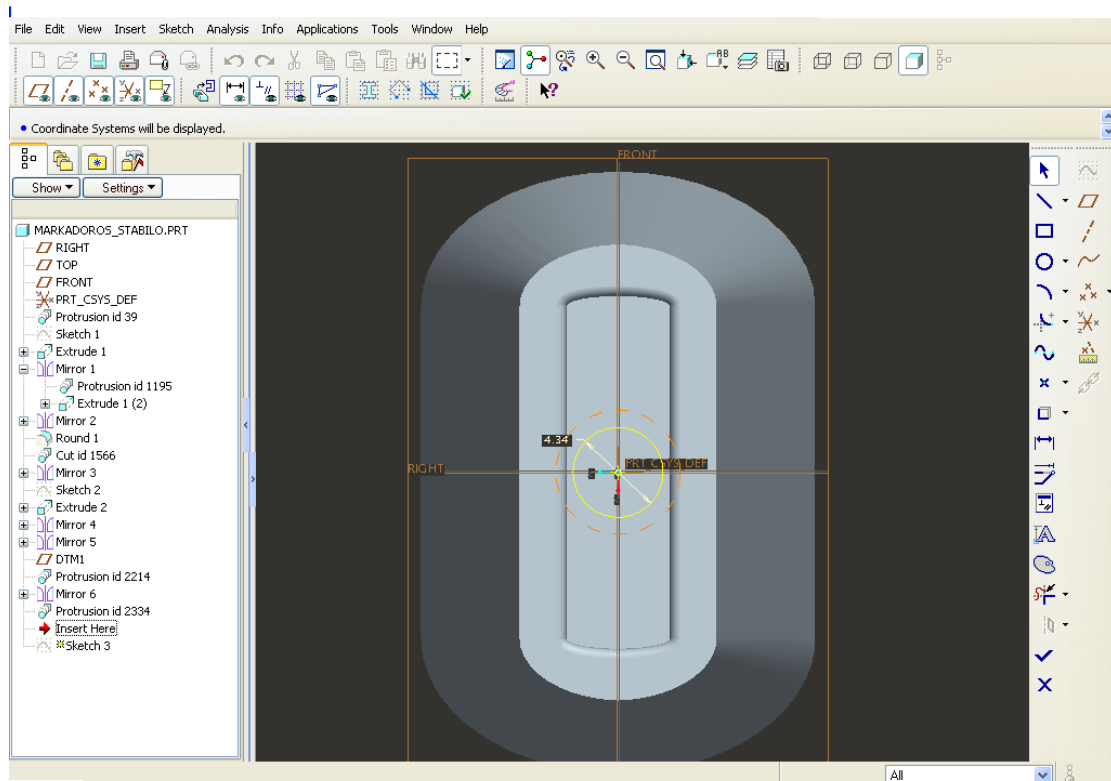 File Edit View Insert Sketch Analysis Info Applications Tools Window Help
Coordinate Systems will be displayed.
Show Settings
MARKADOROS_STABILO.PRT
RIGHT
TOP
FRONT
PRT_CSYS_DEF
Protrusion id 39
Sketch 1
Extrude 1
Mirror 1
Protrusion id 1195
Extrude 1 (2)
Mirror 2
Round 1
Cut id 1566
Mirror 3
Sketch 2
Extrude 2
Mirror 4
Mirror 5
DTM1
Protrusion id 2214
Mirror 6
Protrusion id 2334
Insert Here
Sketch 3
FRONT
4.34
RIGHT
PRT_CSYS_DEF
All